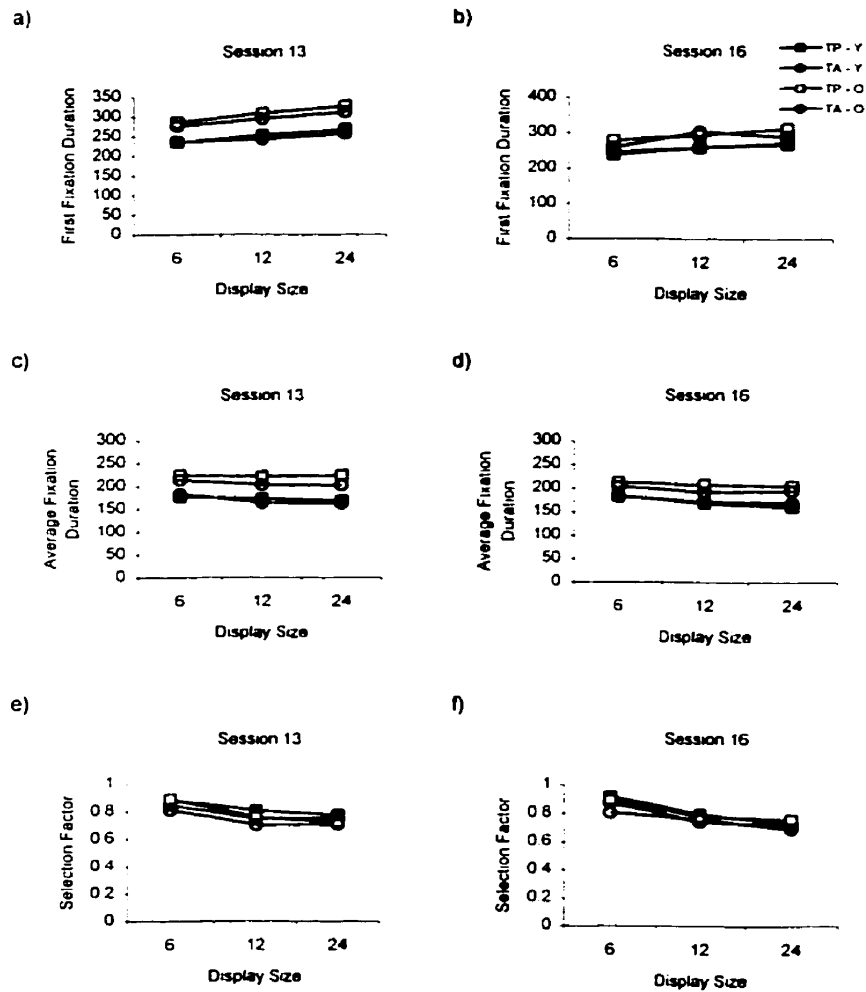 a)
Session 13
First Fixation Duration
350
300
250
200
150
100
50
0
6 12 24
Display Size
b)
Session 16
TP - Y
TA - Y
TP - O
TA - O
First Fixation Duration
400
300
200
100
0
6 12 24
Display Size
c)
Session 13
Average Fixation
Duration
300
250
200
150
100
50
0
6 12 24
Display Size
d)
Session 16
Average Fixation
Duration
300
250
200
150
100
50
0
6 12 24
Display Size
e)
Session 13
Selection Factor
1
0.8
0.6
0.4
0.2
0
6 12 24
Display Size
f)
Session 16
Selection Factor
1
0.8
0.6
0.4
0.2
0
6 12 24
Display Size